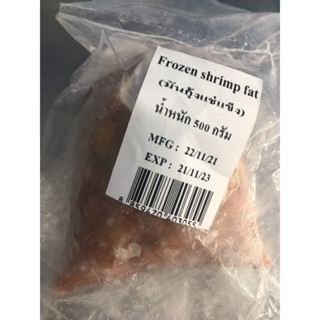 Frozen shrimp fat
(มันกุ้งแช่แข็ง)
น้ำหนัก 500 กรัม
MFG : 22/11/21
EXP : 21/11/23